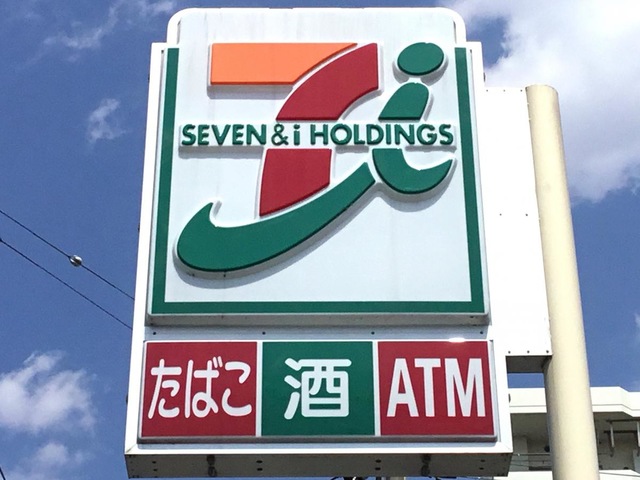 SEVEN & i HOLDINGS
たばこ 酒 ATM